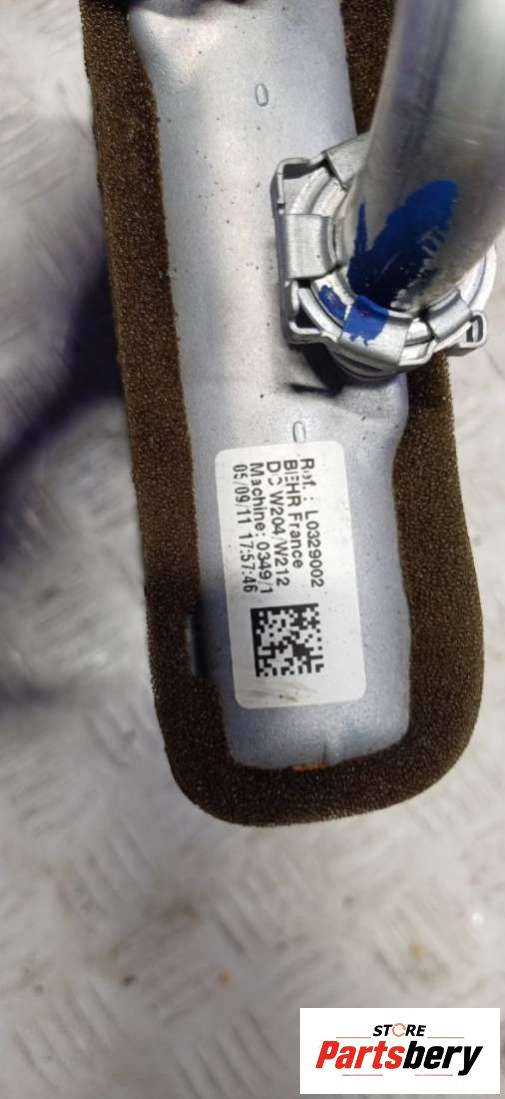 Ref. : L0329002
BEHR France
DC W204/W212
Machine: 0349/1
05/09/11 17:57:46
STORE
Partsbery